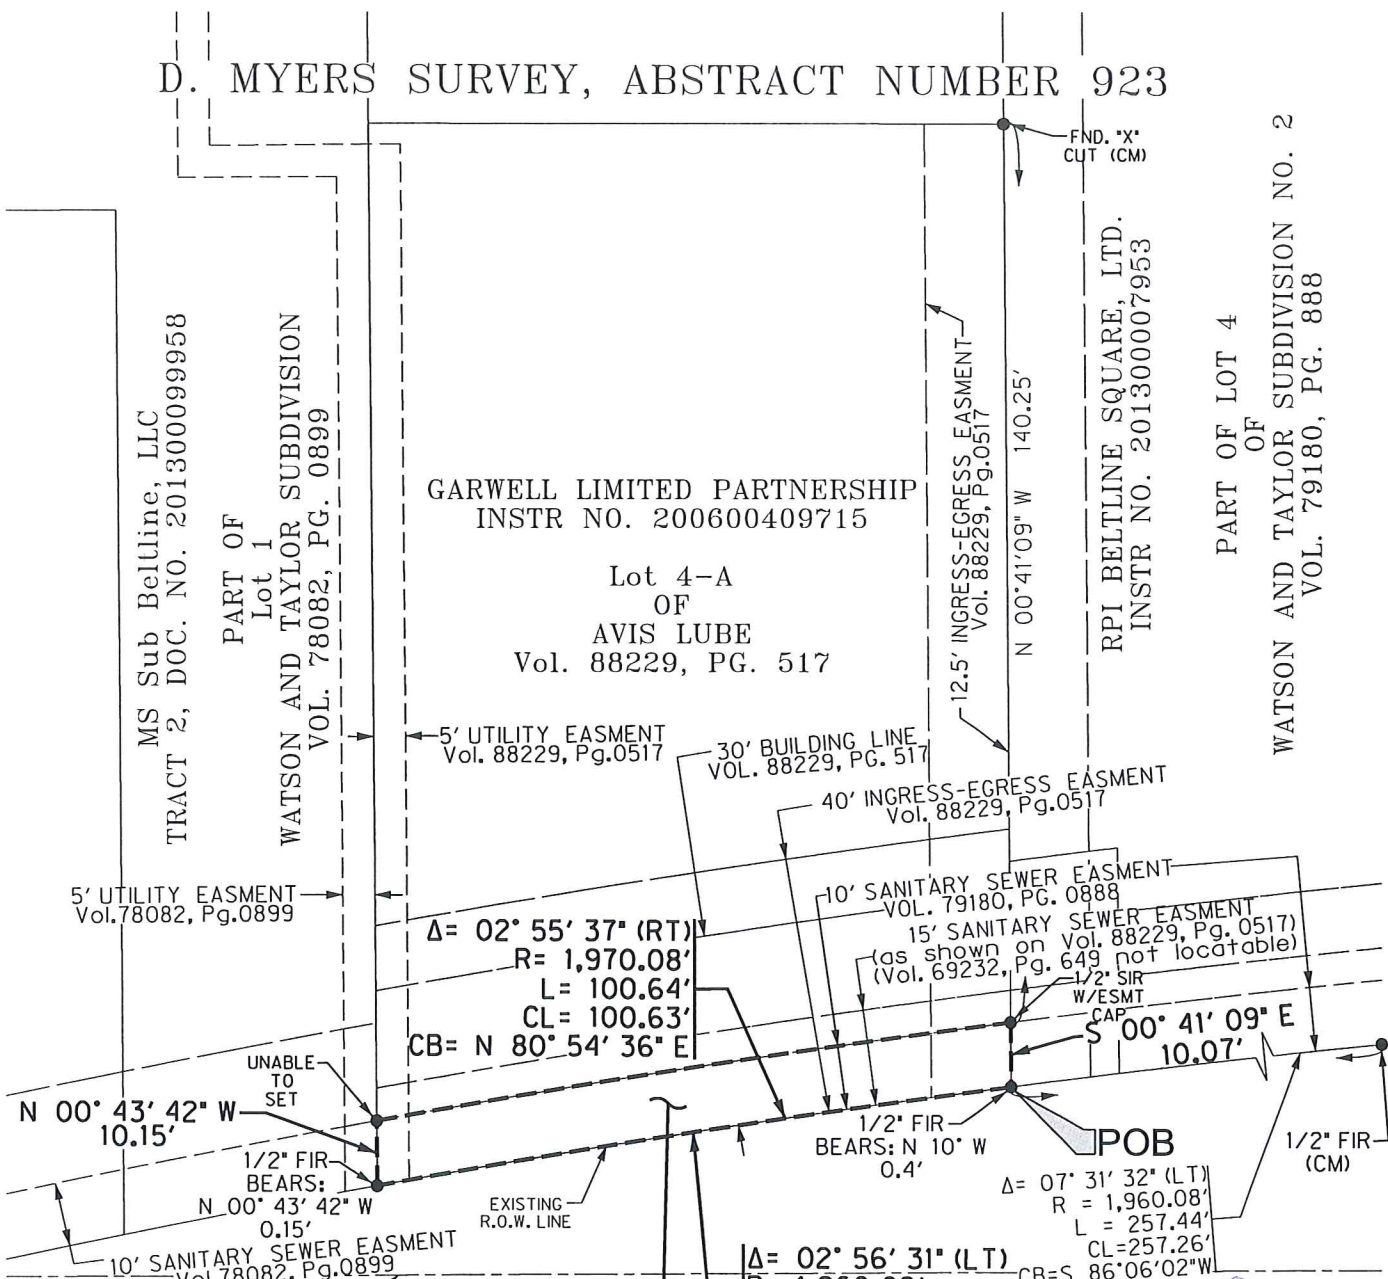 D. MYERS SURVEY, ABSTRACT NUMBER 923
FND. "X"
CUT (CM)
MS Sub Beltline, LLC
TRACT 2, DOC. NO. 201300099958
PART OF
Lot 1
WATSON AND TAYLOR SUBDIVISION
VOL. 78082, PG. 0899
GARWELL LIMITED PARTNERSHIP
INSTR NO. 200600409715
Lot 4-A
OF
AVIS LUBE
Vol. 88229, PG. 517
12.5' INGRESS-EGRESS EASMENT
Vol. 88229, Pg.0517
N 00°41'09" W 140.25'
RPI BELTLINE SQUARE, LTD.
INSTR NO. 201300007953
PART OF LOT 4
OF
WATSON AND TAYLOR SUBDIVISION NO. 2
VOL. 79180, PG. 888
5' UTILITY EASMENT
Vol. 88229, Pg.0517
30' BUILDING LINE
VOL. 88229, PG. 517
40' INGRESS-EGRESS EASMENT
Vol. 88229, Pg.0517
5' UTILITY EASMENT
Vol.78082, Pg.0899
10' SANITARY SEWER EASMENT
VOL. 79180, PG. 0888
15' SANITARY SEWER EASMENT
(as shown on Vol. 88229, Pg. 0517)
(Vol. 69232, Pg. 649 not locatable)
Δ= 02° 55' 37" (RT)
R= 1,970.08'
L= 100.64'
CL= 100.63'
CB= N 80° 54' 36" E
1/2" SIR
W/ESMT
CAP
S 00° 41' 09" E
10.07'
UNABLE
TO
SET
N 00° 43' 42" W
10.15'
1/2" FIR
BEARS:
N 00° 43' 42" W
0.15'
1/2" FIR
BEARS: N 10° W
0.4'
POB
1/2" FIR
(CM)
EXISTING
R.O.W. LINE
Δ= 07° 31' 32" (LT)
R = 1,960.08'
L = 257.44'
CL=257.26'
CB=S 86°06'02"W
10' SANITARY SEWER EASMENT
Vol.78082, Pg.0899
Δ= 02° 56' 31" (LT)